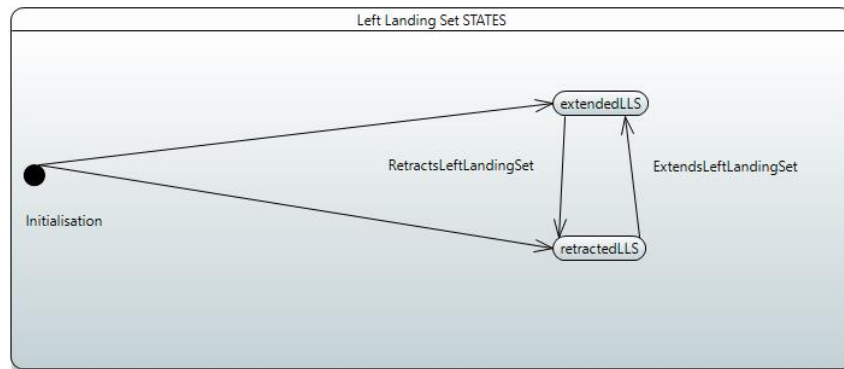 Left Landing Set STATES
extendedLLS
RetractsLeftLandingSet
ExtendsLeftLandingSet
Initialisation
retractedLLS